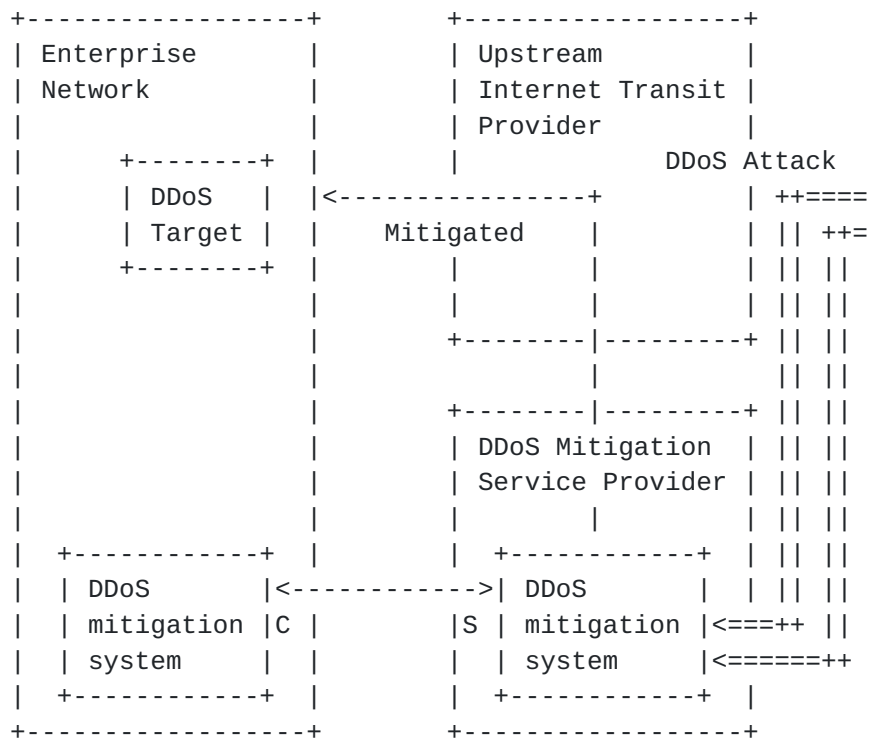 Enterprise Upstream
Network Internet Transit
Provider
DDoS Attack
DDoS
Target Mitigated
DDoS Mitigation
Service Provider
DDoS DDoS
mitigation C S mitigation
system system